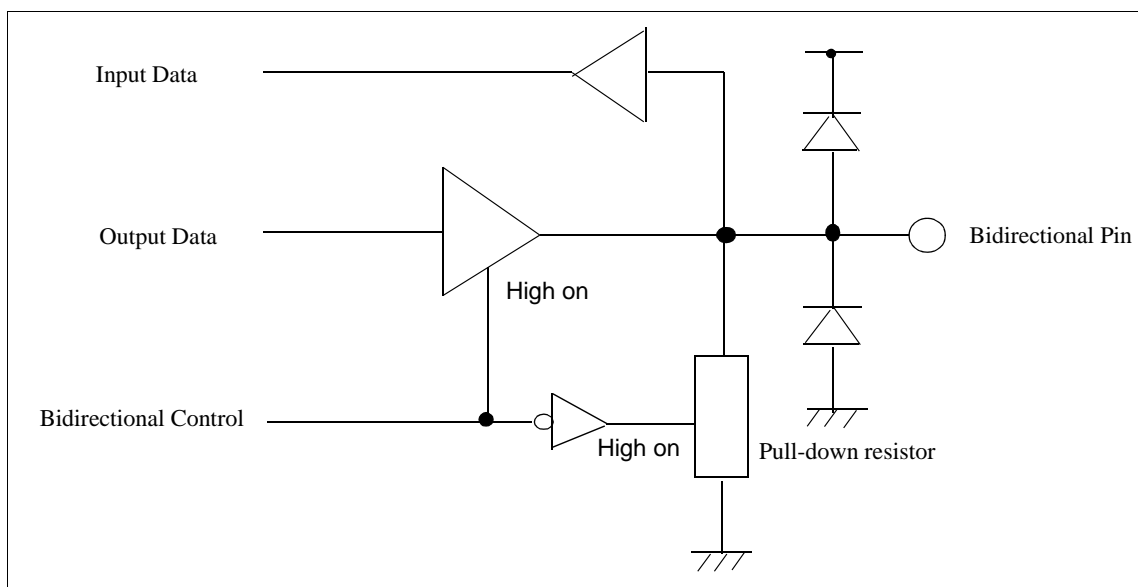 Input Data
Output Data
Bidirectional Pin
High on
Bidirectional Control
High on
Pull-down resistor